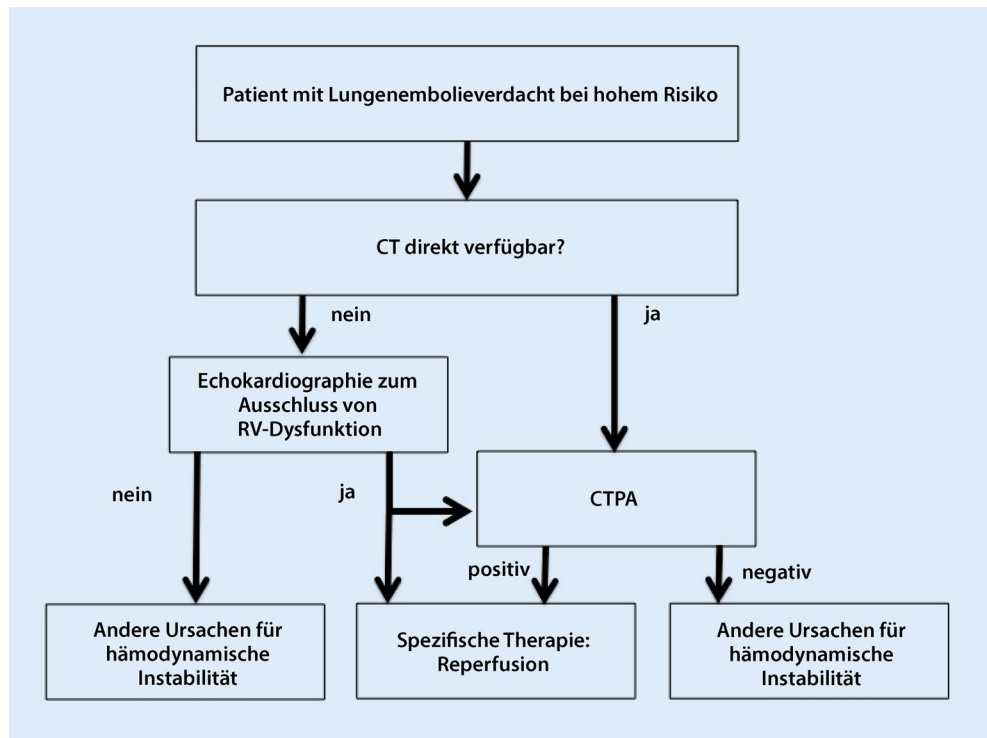 Patient mit Lungenembolieverdacht bei hohem Risiko
CT direkt verfügbar?
nein
ja
Echokardiographie zum
Ausschluss von
RV-Dysfunktion
nein
ja
CTPA
positiv
negativ
Andere Ursachen für
hämodynamische
Instabilität
Spezifische Therapie:
Reperfusion
Andere Ursachen für
hämodynamische
Instabilität